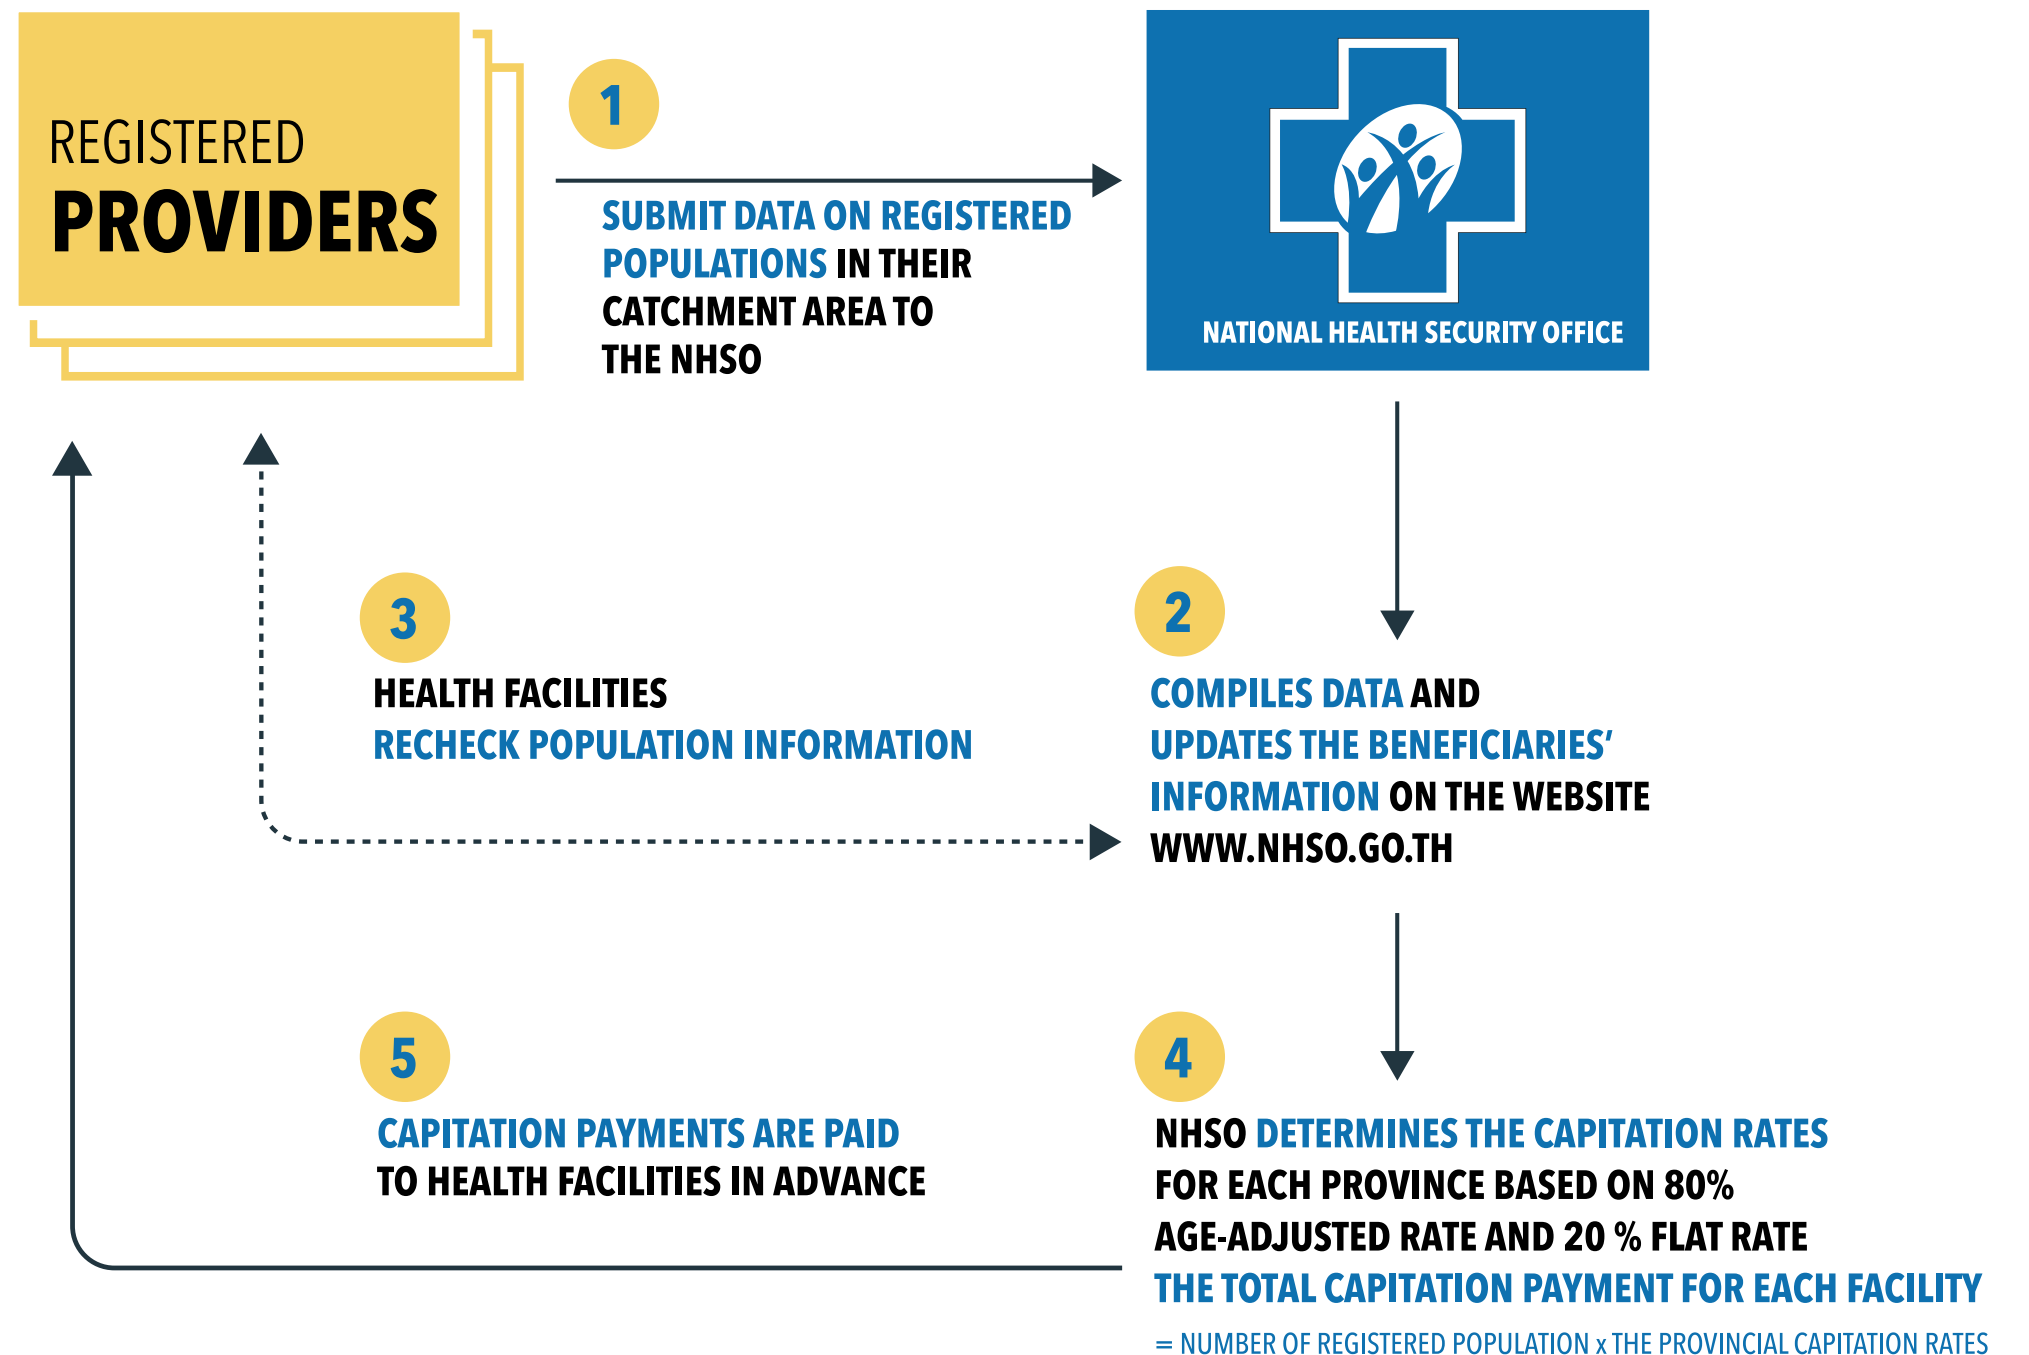 REGISTERED
PROVIDERS
1
SUBMIT DATA ON REGISTERED
POPULATIONS IN THEIR
CATCHMENT AREA TO
THE NHSO
NATIONAL HEALTH SECURITY OFFICE
2
COMPILES DATA AND
UPDATES THE BENEFICIARIES’
INFORMATION ON THE WEBSITE
WWW.NHSO.GO.TH
3
HEALTH FACILITIES
RECHECK POPULATION INFORMATION
4
NHSO DETERMINES THE CAPITATION RATES
FOR EACH PROVINCE BASED ON 80%
AGE-ADJUSTED RATE AND 20 % FLAT RATE
THE TOTAL CAPITATION PAYMENT FOR EACH FACILITY
= NUMBER OF REGISTERED POPULATION x THE PROVINCIAL CAPITATION RATES
5
CAPITATION PAYMENTS ARE PAID
TO HEALTH FACILITIES IN ADVANCE